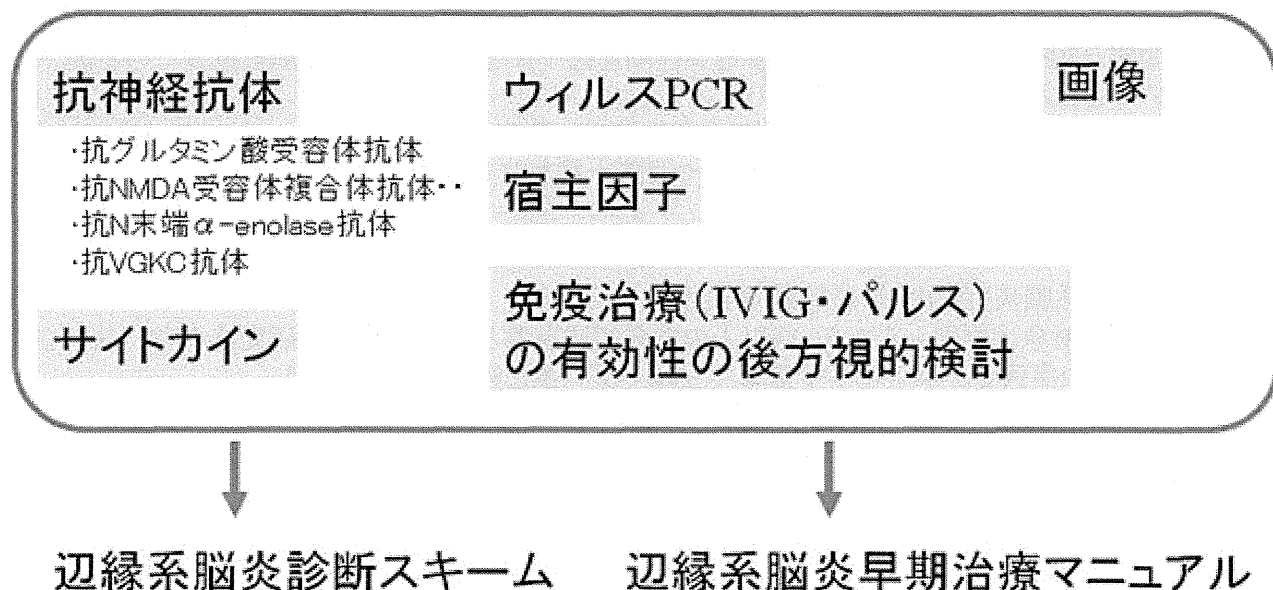 抗神経抗体
・抗グルタミン酸受容体抗体
・抗NMDA受容体複合体抗体・・
・抗N末端α-enolase抗体
・抗VGKC抗体
サイトカイン
ウィルスPCR
宿主因子
免疫治療（IVIG・パルス）
の有効性の後方視的検討
画像
辺縁系脳炎診断スキーム
辺縁系脳炎早期治療マニュアル